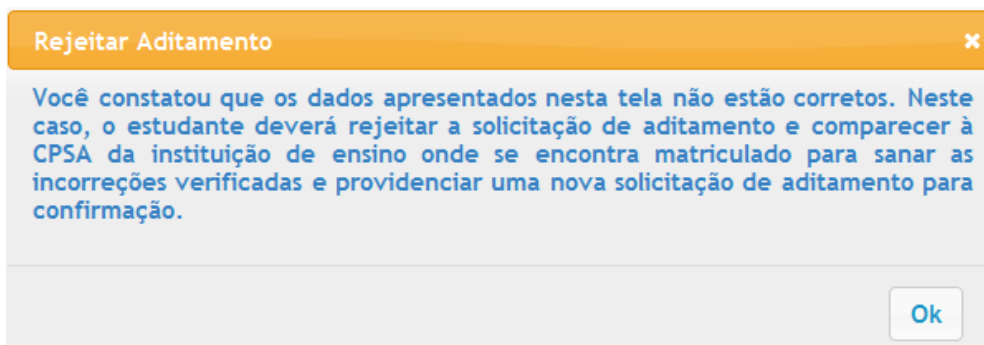 Rejeitar Aditamento
Você constatou que os dados apresentados nesta tela não estão corretos. Neste
caso, o estudante deverá rejeitar a solicitação de aditamento e comparecer à
CPSA da instituição de ensino onde se encontra matriculado para sanar as
incorreções verificadas e providenciar uma nova solicitação de aditamento para
confirmação.
Ok